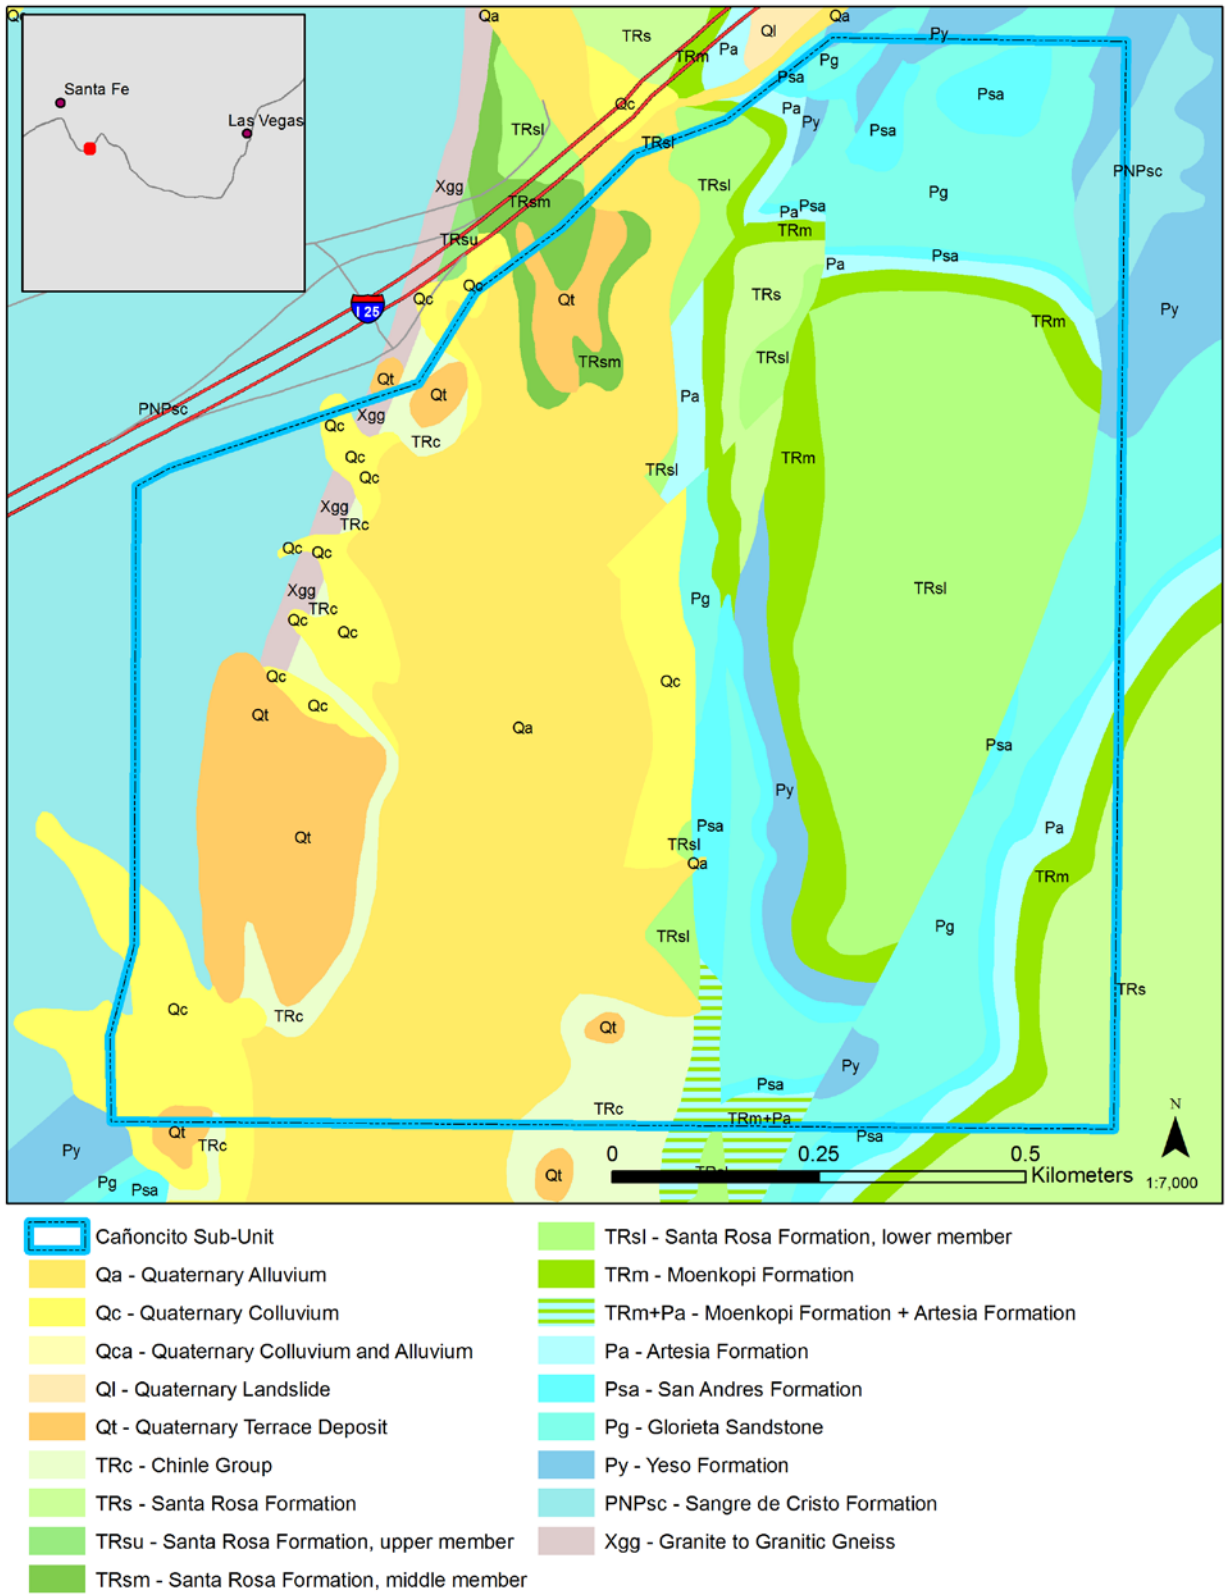 Qc
Qa
Qa
TRs
Ql
Py
Pa
TRm
Pg
Psa
Psa
Santa Fe
Las Vegas
Qc
Pa
Py
Psa
TRsl
TRsl
PNPsc
Xgg
TRsl
Pg
TRsm
Pa
Psa
TRm
TRsu
Psa
Pa
Qc
Qc
TRs
Qt
I 25
Py
TRm
TRsl
TRsm
Qt
Qt
Pa
PNPsc
Xgg
Qc
TRc
Qc
TRm
TRsl
Qc
Xgg
TRc
Qc
Qc
Xgg
TRsl
Pg
TRc
Qc
Qc
Qc
Qc
Qc
Qt
Qa
Psa
Py
Qt
Psa
Pa
TRsl
Qa
TRm
Pg
TRsl
TRs
Qc
TRc
Qt
Py
Psa
TRc
TRm+Pa
N
Qt
TRc
Psa
Py
0
0.25
0.5
TRsl
Qt
Kilometers
Pg
Psa
1:7,000
Cañoncito Sub-Unit
Qa - Quaternary Alluvium
Qc - Quaternary Colluvium
Qca - Quaternary Colluvium and Alluvium
Ql - Quaternary Landslide
Qt - Quaternary Terrace Deposit
TRc - Chinle Group
TRs - Santa Rosa Formation
TRsu - Santa Rosa Formation, upper member
TRsm - Santa Rosa Formation, middle member
TRsl - Santa Rosa Formation, lower member
TRm - Moenkopi Formation
TRm+Pa - Moenkopi Formation + Artesia Formation
Pa - Artesia Formation
Psa - San Andres Formation
Pg - Glorieta Sandstone
Py - Yeso Formation
PNPsc - Sangre de Cristo Formation
Xgg - Granite to Granitic Gneiss